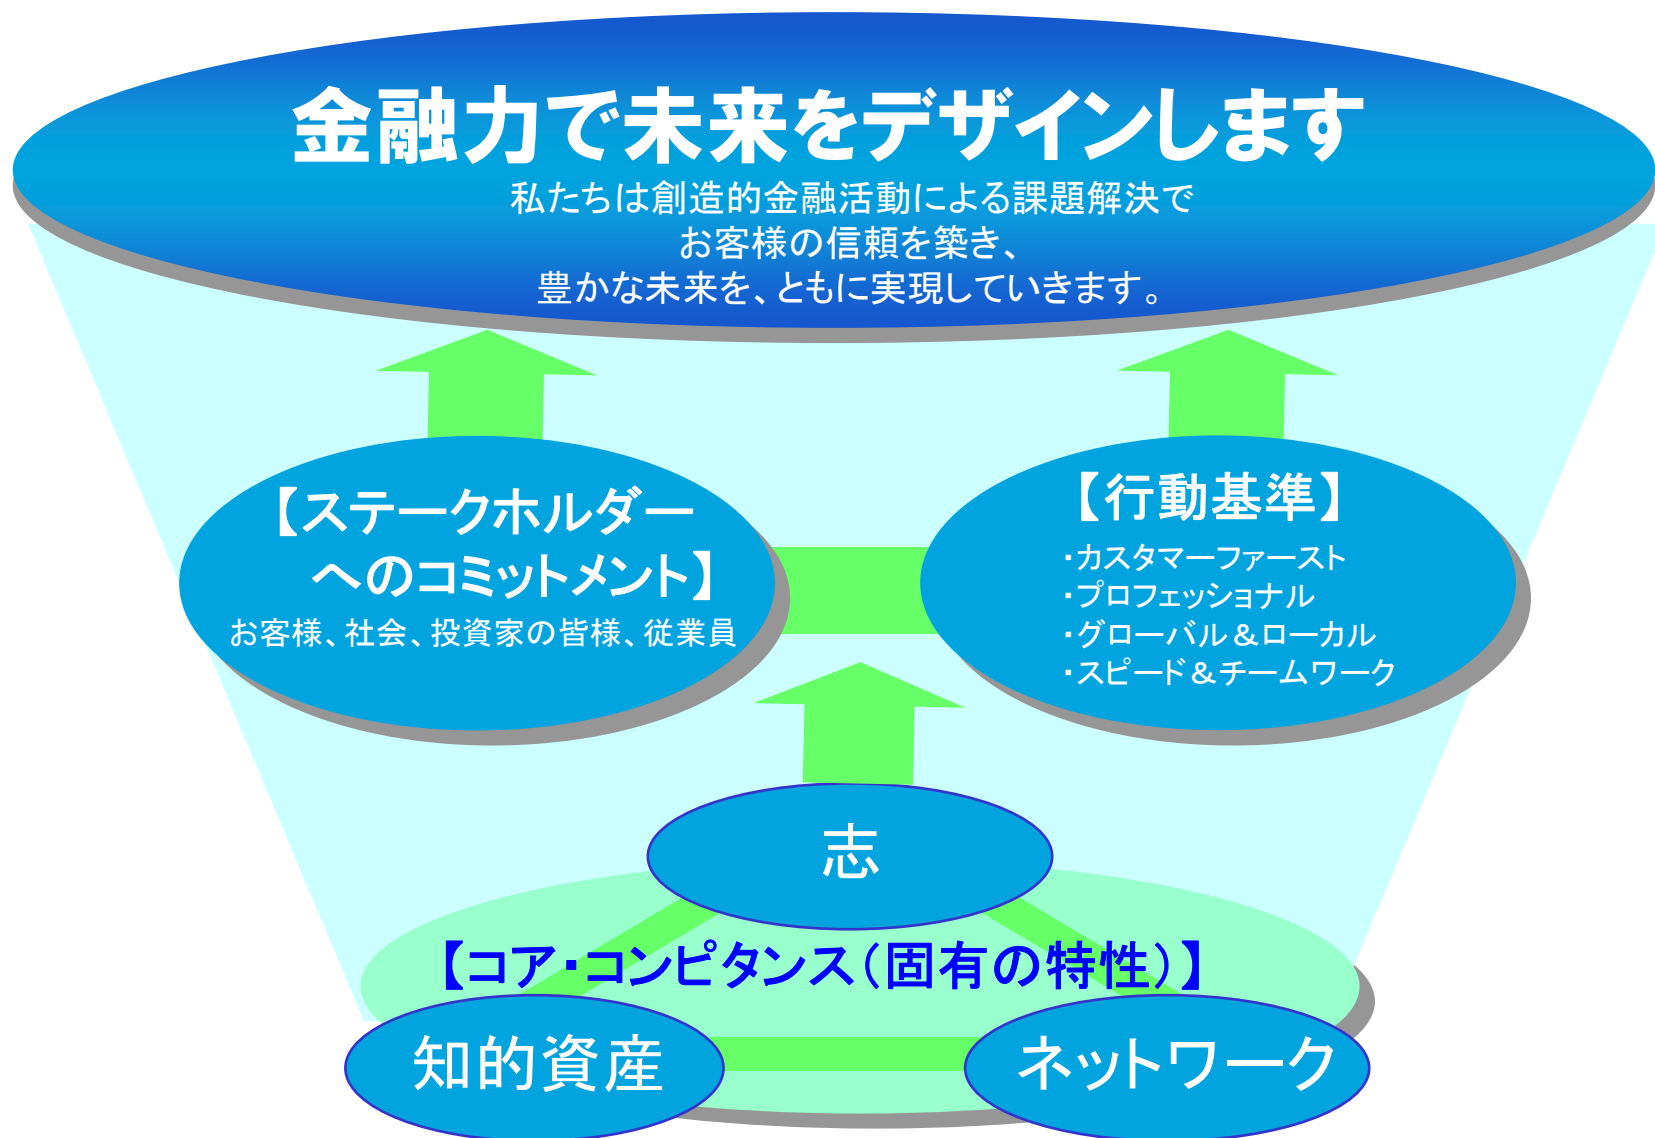 金融力で未来をデザインします
私たちは創造的金融活動による課題解決で
お客様の信頼を築き、
豊かな未来を、ともに実現していきます。
【ステークホルダー
へのコミットメント】
お客様、社会、投資家の皆様、従業員
【行動基準】
・カスタマーファースト
・プロフェッショナル
・グローバル&ローカル
・スピード&チームワーク
志
【コア・コンピタンス（固有の特性）】
知的資産
ネットワーク